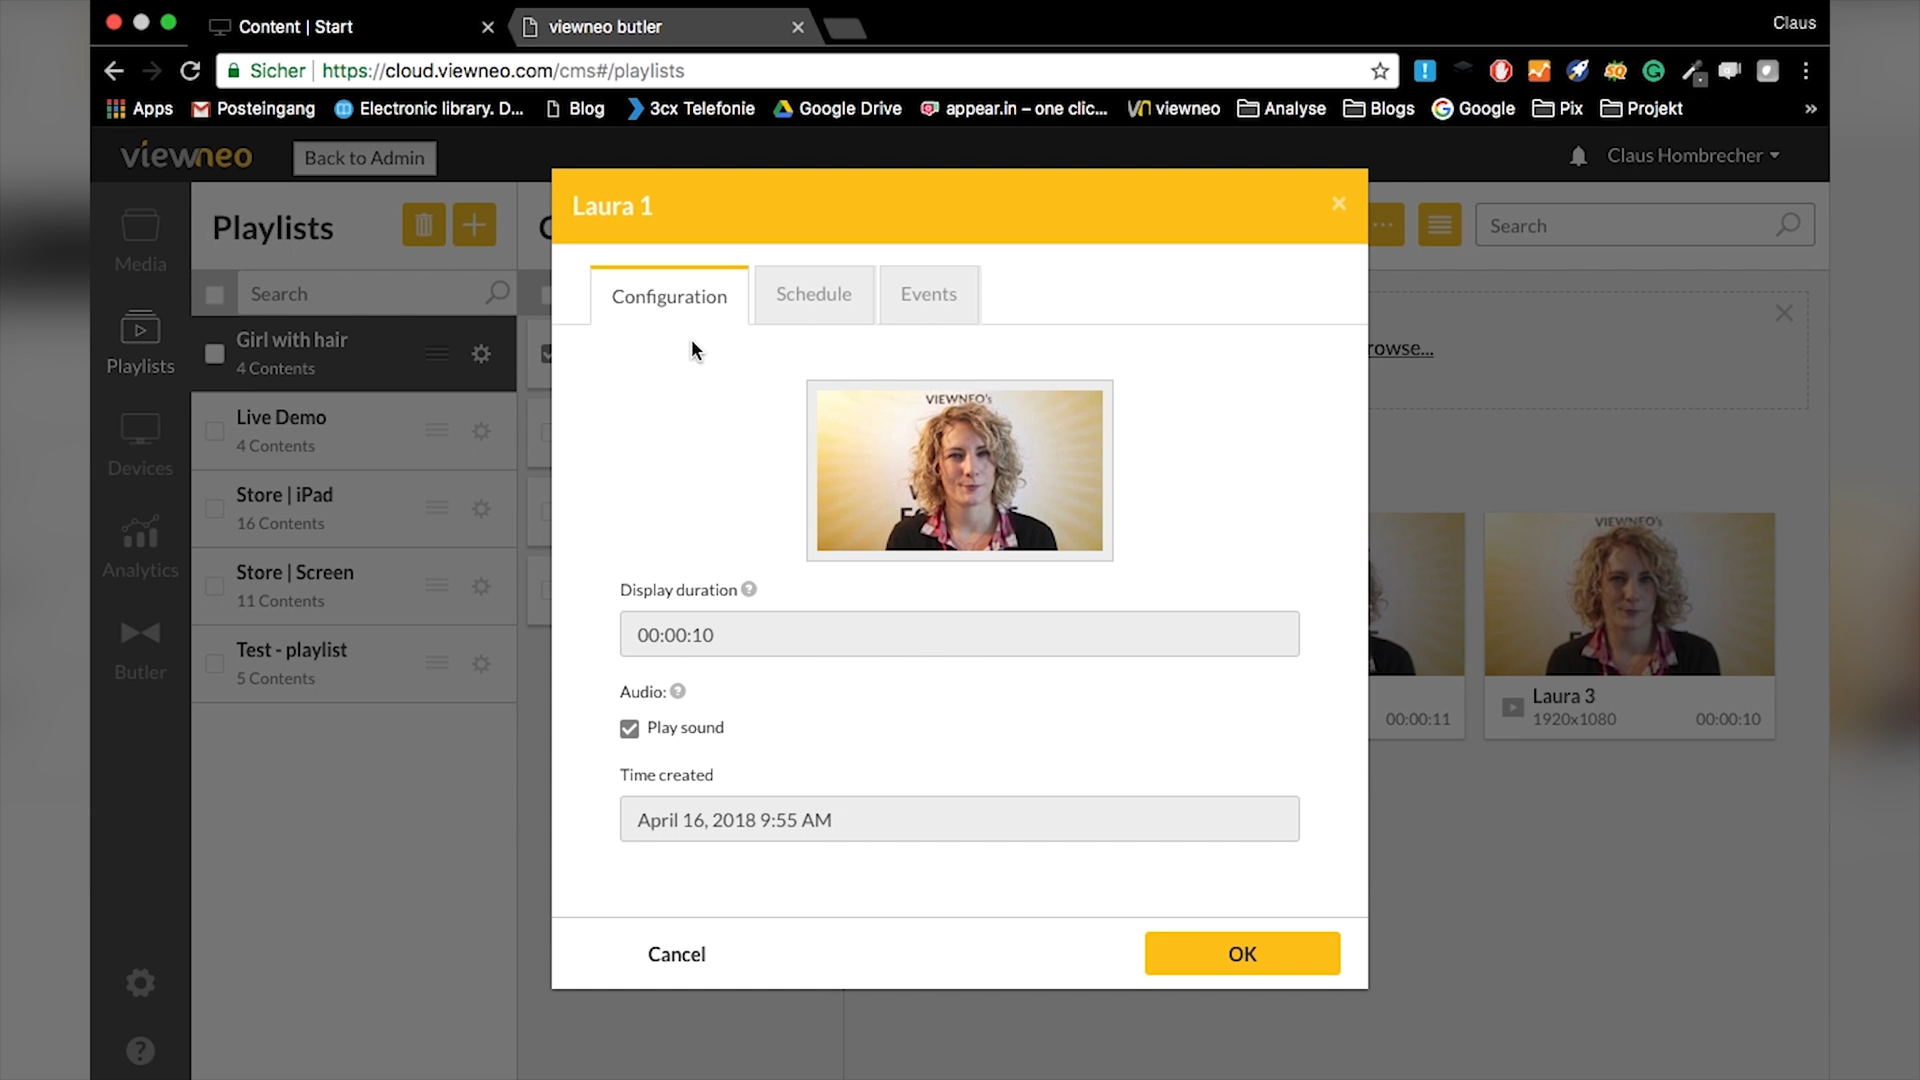 Content | Start
viewneo butler
Claus
Sicher
https://cloud.viewneo.com/cms#/playlists
Apps
Posteingang
Electronic library. D...
Blog
3cx Telefonie
Google Drive
appear.in – one clic...
viewneo
Analyse
Blogs
Google
Pix
Projekt
»
viewneo
Back to Admin
Claus Hombrecher
Media
Playlists
Devices
Analytics
Butler
Playlists
Search
Girl with hair
4 Contents
Live Demo
4 Contents
Store | iPad
16 Contents
Store | Screen
11 Contents
Test - playlist
5 Contents
Laura 1
Configuration
Schedule
Events
VIEWNEO's
Display duration
00:00:10
Audio:
Play sound
Time created
April 16, 2018 9:55 AM
Cancel
OK
Search
rowse...
00:00:11
VIEWNEO's
Laura 3
1920x1080
00:00:10